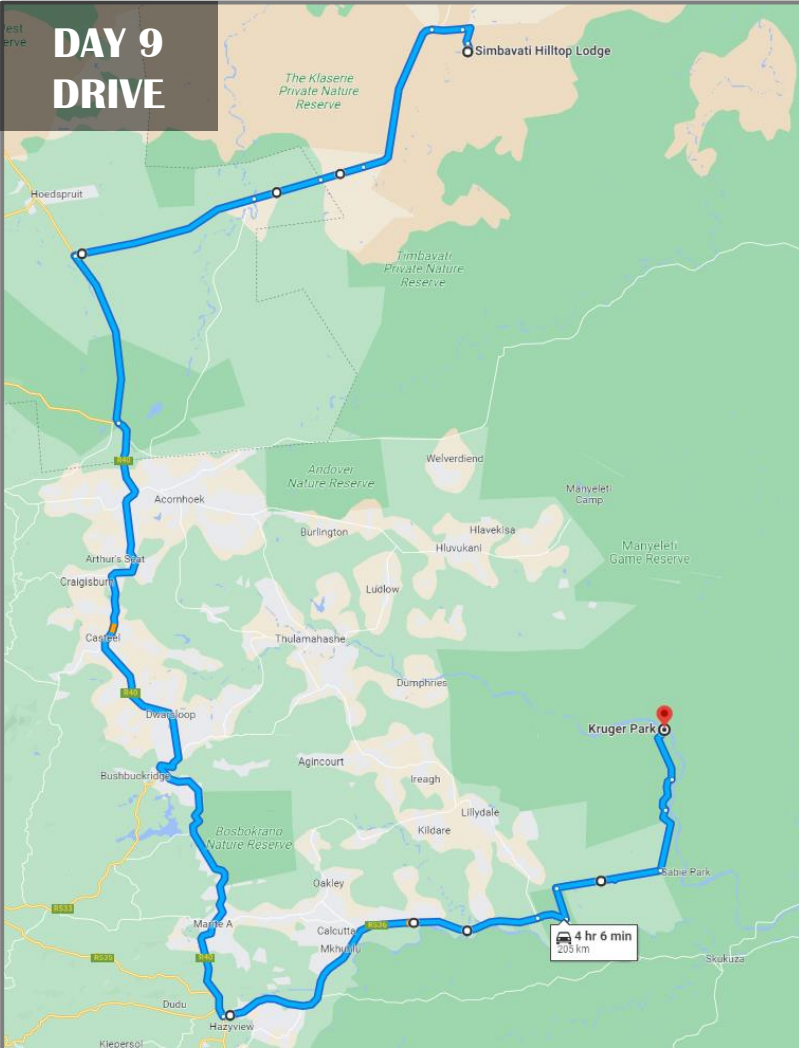 DAY 9
DRIVE
Simbavati Hilltop Lodge
The Klaserie
Private Nature
Reserve
Hoedspruit
Timbavati
Private Nature
Reserve
R40
Andover
Nature Reserve
Welverdiend
Acornhoek
Manyeleti
Camp
Burlington
Hlavekisa
Hluvukani
Manyeleti
Game Reserve
Arthur's Seat
Craigisburn
Ludlow
Casteel
Thulamahashe
Dumphries
R40
Dwarsloop
Kruger Park
Bushbuckridge
Agincourt
Ireagh
Lillydale
Kildare
Bosbokrand
Nature Reserve
Sabie Park
Oakley
R533
Marite A
Calcutta
R536
Mkhuhlu
4 hr 6 min
205 km
R535
R40
Skukuza
Dudu
Hazyview
Klepersol